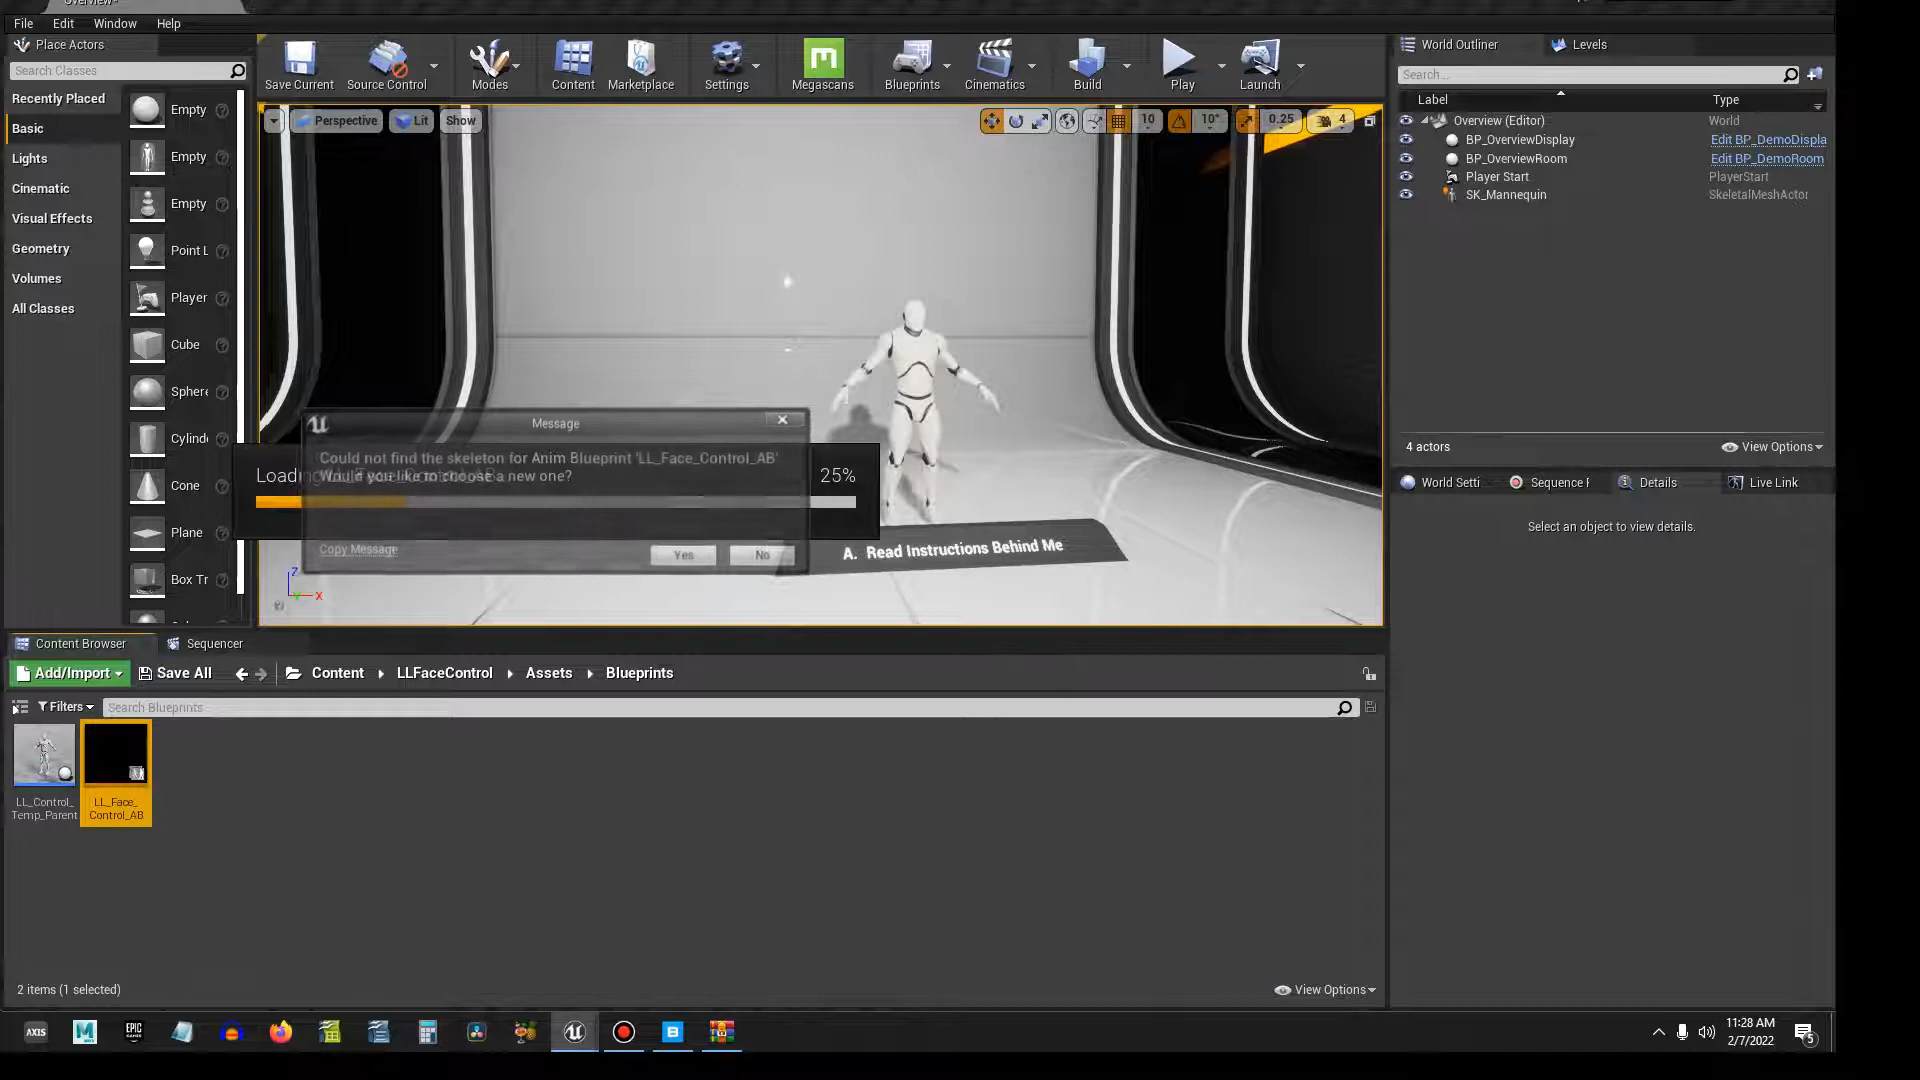 Overview*
File Edit Window Help
Place Actors
Search Classes
Recently Placed
Basic
Lights
Cinematic
Visual Effects
Geometry
Volumes
All Classes
Empty
Empty
Empty
Point L
Player
Cube
Sphere
Cylind
Cone
Plane
Box Tr
Save Current
Source Control
Modes
Content
Marketplace
Settings
Megascans
Blueprints
Cinematics
Build
Play
Launch
Perspective Lit Show
10 10° 0.25 4
Message
Could not find the skeleton for Anim Blueprint 'LL_Face_Control_AB'
Would you like to choose a new one?
25%
Copy Message
Yes No
A. Read Instructions Behind Me
Z
X
World Outliner Levels
Search...
Label Type
Overview (Editor) World
BP_OverviewDisplay Edit BP_DemoDispla
BP_OverviewRoom Edit BP_DemoRoom
Player Start PlayerStart
SK_Mannequin SkeletalMeshActor
4 actors View Options
World Setti Sequence R Details Live Link
Select an object to view details.
Content Browser Sequencer
Add/Import Save All Content LLFaceControl Assets Blueprints
Filters Search Blueprints
LL_Control_
Temp_Parent
LL_Face_
Control_AB
2 items (1 selected) View Options
AXIS
M
EPIC
GAMES
11:28 AM
2/7/2022
5